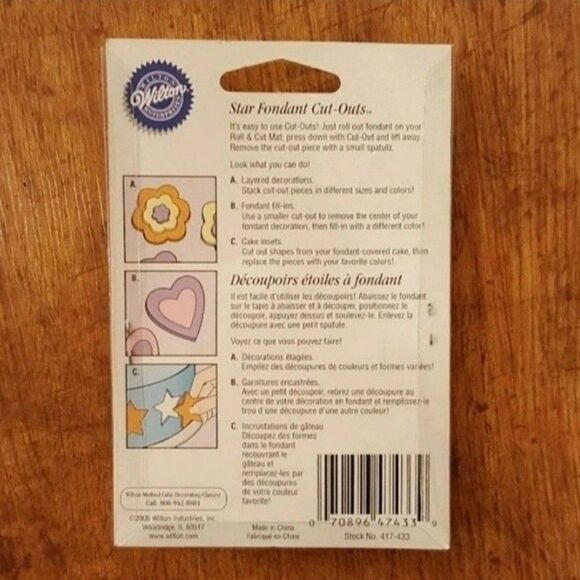 WILTON
Wilton
ENTERPRISES
Star Fondant Cut-Outs™
It's easy to use Cut-Outs! Just roll out fondant on your
Roll & Cut Mat, press down with Cut-Out and lift away.
Remove the cut-out piece with a small spatula.
Look what you can do!
A. Layered decorations.
Stack cut-out pieces in different sizes and colors!
B. Fondant fill-ins.
Use a smaller cut-out to remove the center of your
fondant decoration, then fill-in with a different color!
C. Cake insets.
Cut out shapes from your fondant-covered cake, then
replace the pieces with your favorite colors!
A.
B.
C.
Découpoirs étoiles à fondant
Il est facile d'utiliser les découpoirs! Abaissez le fondant
sur le tapis à abaisser et à découper, positionnez le
découpoir, appuyez dessus et soulevez-le. Enlevez la
découpure avec une petit spatule.
Voyez ce que vous pouvez faire!
A. Décorations étagées.
Empilez des découpures de couleurs et formes variées!
B. Garnitures encastrées.
Avec un petit découpoir, retirez une découpure au
centre de votre décoration en fondant et remplissez-le
trou d'une découpure d'une autre couleur!
C. Incrustations de gâteau.
Découpez des formes
dans le fondant
recouvrant le
gâteau et
remplacez-les par
des découpures
de votre couleur
favorite!
Wilton Method Cake Decorating Classes!
Call: 800-942-8881
©2005 Wilton Industries, Inc.
Woodridge, IL 60517
www.wilton.com
Made in China
Fabriqué en Chine
0 70896 47433 9
Stock No. 417-433